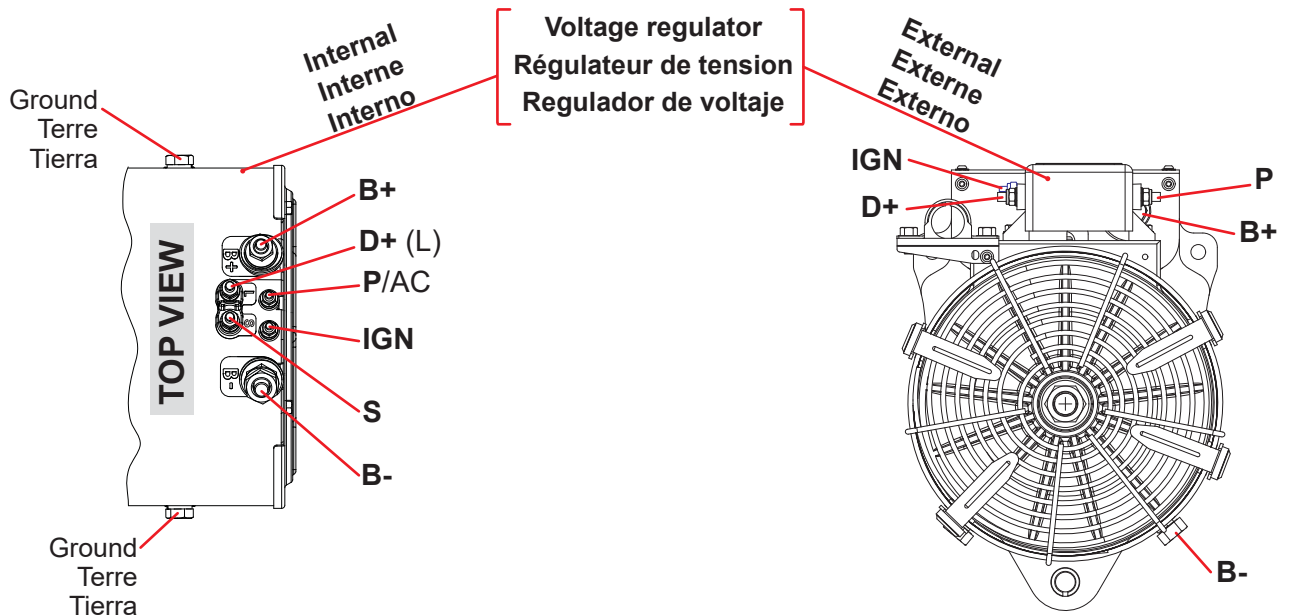 Voltage regulator
Régulateur de tension
Regulador de voltaje
Internal
Interne
Interno
External
Externe
Externo
Ground
Terre
Tierra
TOP VIEW
B+
L
S
B-
B+
D+ (L)
P/AC
IGN
S
B-
Ground
Terre
Tierra
IGN
D+
P
B+
B-